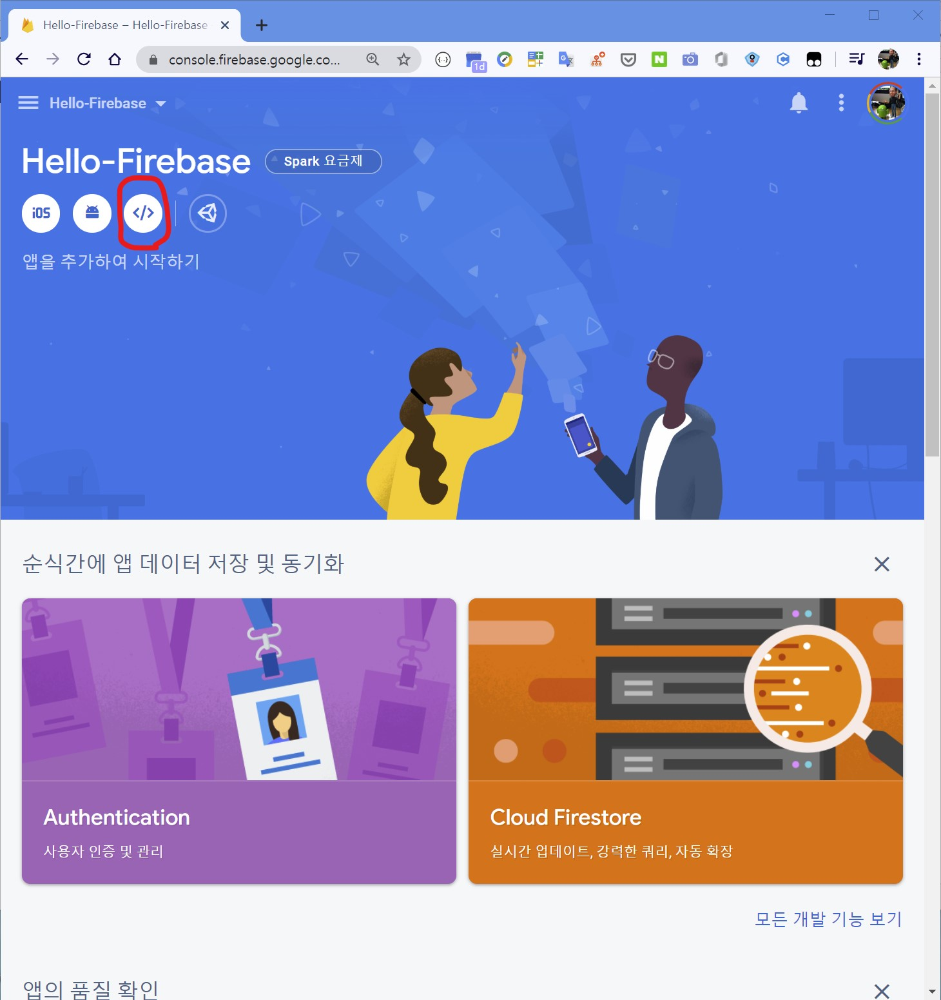 Hello-Firebase – Hello-Firebase
console.firebase.google.co...
1d
Hello-Firebase
Hello-Firebase
Spark 요금제
iOS
</>
앱을 추가하여 시작하기
순식간에 앱 데이터 저장 및 동기화
Authentication
사용자 인증 및 관리
Cloud Firestore
실시간 업데이트, 강력한 쿼리, 자동 확장
모든 개발 기능 보기
앱의 품질 확인